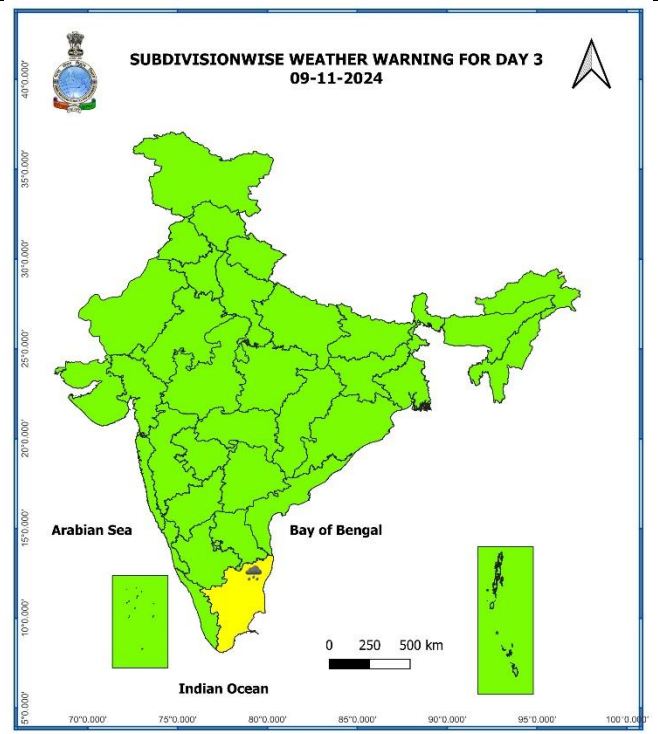 SUBDIVISIONWISE WEATHER WARNING FOR DAY 3
09-11-2024
40°0.000'
35°0.000'
30°0.000'
25°0.000'
20°0.000'
15°0.000'
10°0.000'
5°0.000'
Arabian Sea
Bay of Bengal
0 250 500 km
Indian Ocean
70°0.000' 75°0.000' 80°0.000' 85°0.000' 90°0.000' 95°0.000' 100°0.000'